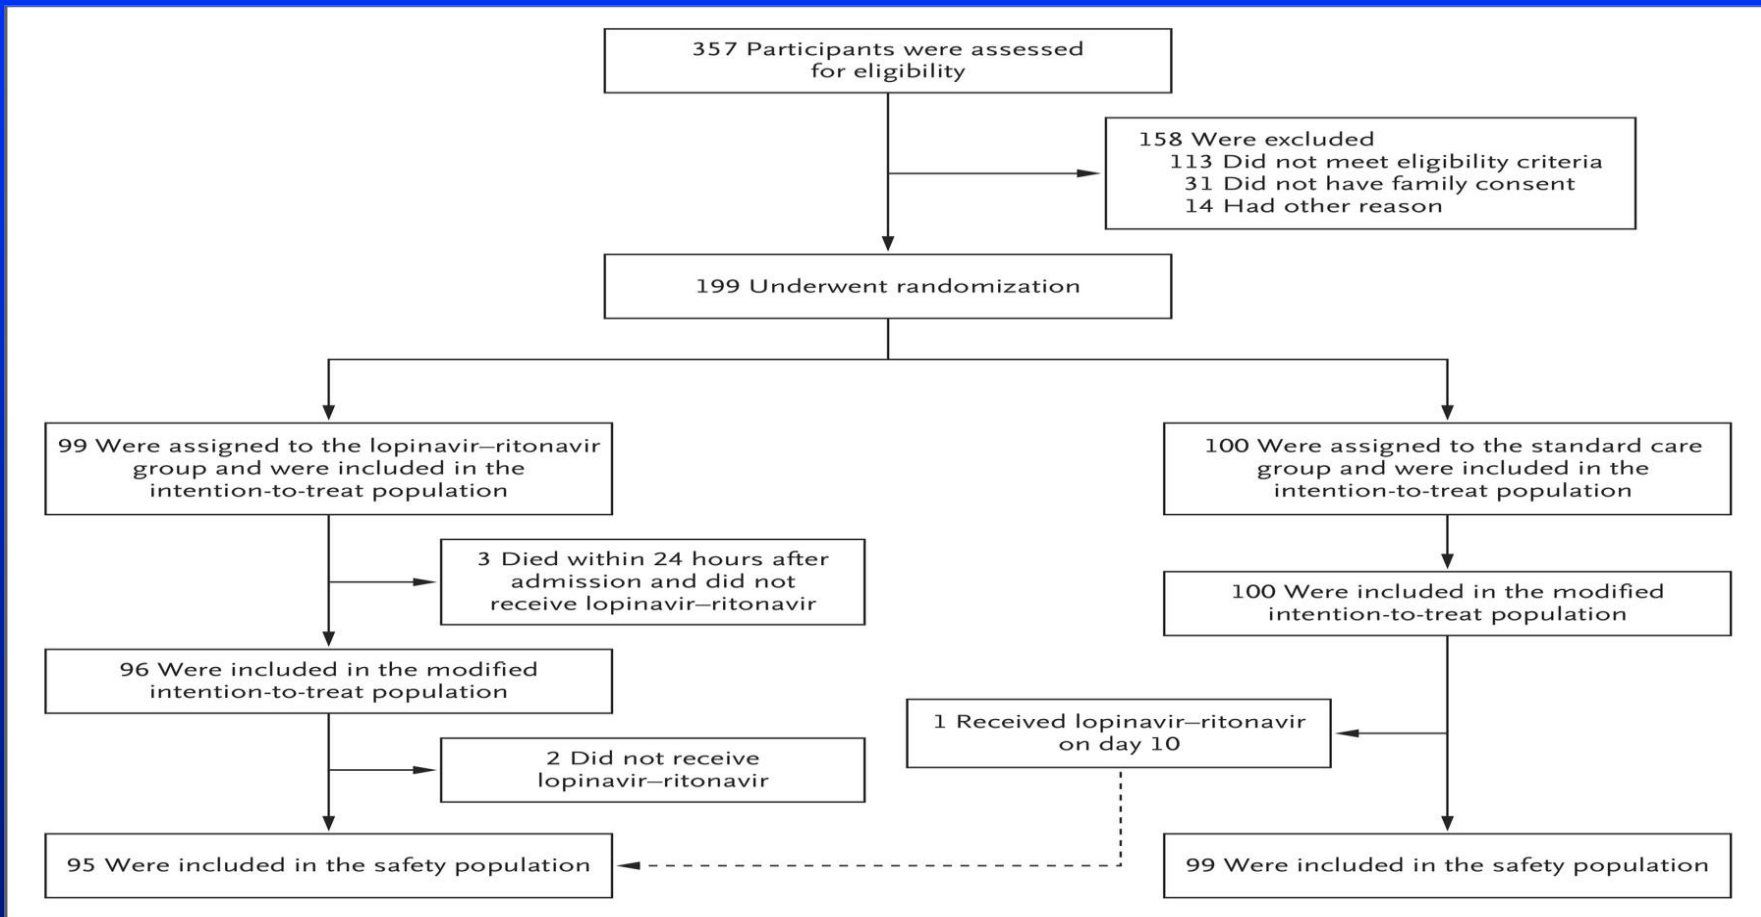 357 Participants were assessed
for eligibility
158 Were excluded
113 Did not meet eligibility criteria
31 Did not have family consent
14 Had other reason
199 Underwent randomization
99 Were assigned to the lopinavir–ritonavir
group and were included in the
intention-to-treat population
100 Were assigned to the standard care
group and were included in the
intention-to-treat population
3 Died within 24 hours after
admission and did not
receive lopinavir–ritonavir
100 Were included in the modified
intention-to-treat population
96 Were included in the modified
intention-to-treat population
1 Received lopinavir–ritonavir
on day 10
2 Did not receive
lopinavir–ritonavir
95 Were included in the safety population
99 Were included in the safety population